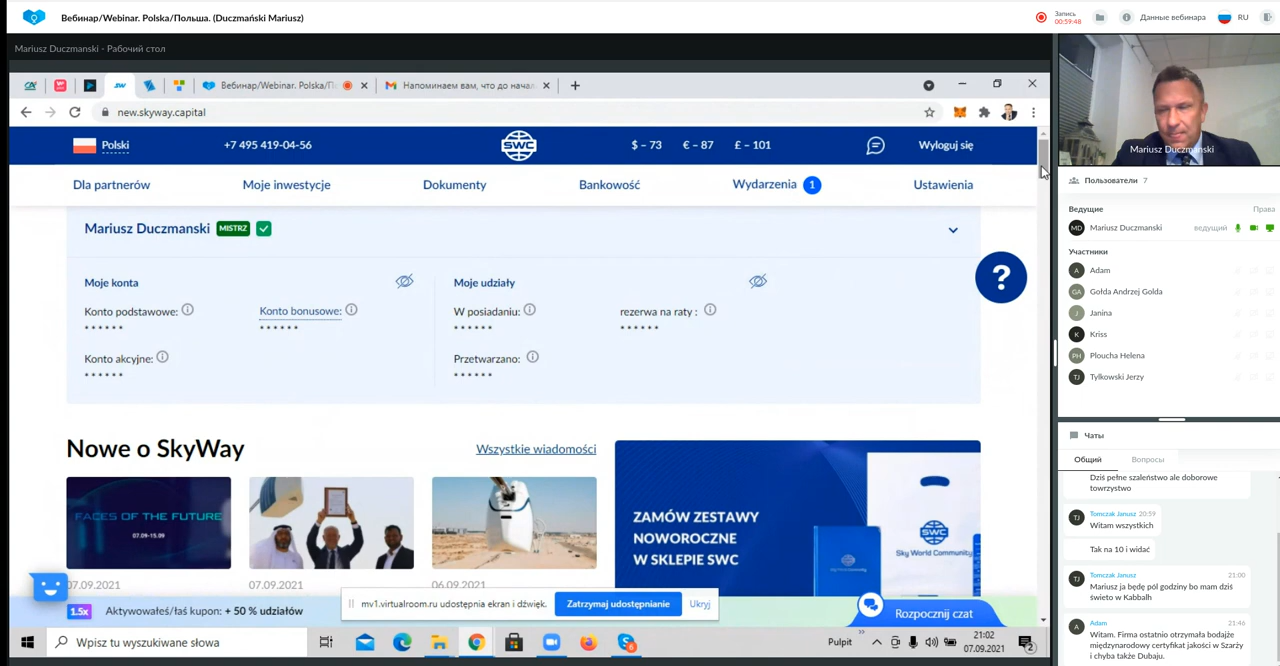 Вебинар/Webinar. Polska/Польша. (Duczmański Mariusz)
Запись
00:59:48
Данные вебинара
RU
Mariusz Duczmanski - Рабочий стол
Вебинар/Webinar. Polska/П
Напоминаем вам, что до начал
new.skyway.capital
Polski
+7 495 419-04-56
SWC
$ – 73
€ – 87
£ – 101
Wyloguj się
Dla partnerów
Moje inwestycje
Dokumenty
Bankowość
Wydarzenia 1
Ustawienia
Mariusz Duczmanski MISTRZ
Moje konta
Moje udziały
Konto podstawowe:
Konto bonusowe:
W posiadaniu:
rezerwa na raty :
******
******
******
******
Konto akcyjne:
Przetwarzano:
******
******
?
Nowe o SkyWay
Wszystkie wiadomości
FACES OF THE FUTURE
07.09-15.09
07.09.2021
07.09.2021
06.09.2021
ZAMÓW ZESTAWY
NOWOROCZNE
W SKLEPIE SWC
SWC
Sky World Community
1.5x
Aktywowałeś/łaś kupon: + 50 % udziałów
mv1.virtualroom.ru udostępnia ekran i dźwięk.
Zatrzymaj udostępnianie
Ukryj
Rozpocznij czat
Wpisz tu wyszukiwane słowa
Pulpit
21:02
07.09.2021
2
Mariusz Duczmanski
Пользователи 7
Ведущие
Права
MD
Mariusz Duczmanski
ведущий
Участники
A
Adam
GA
Gołda Andrzej Golda
J
Janina
K
Kriss
PH
Ploucha Helena
TJ
Tylkowski Jerzy
Чаты
Общий
Вопросы
Dziś pełne szaleństwo ale doborowe
towrzystwo
TJ
Tomczak Janusz 20:59
Witam wszystkich
Tak na 10 i widać
TJ
Tomczak Janusz
21:00
Mariusz ja będę pól godziny bo mam dziś
świeto w Kabbalh
A
Adam
21:46
Witam. Firma ostatnio otrzymała bodajże
międzynarodowy certyfikat jakości w Szarży
i chyba także Dubaju.